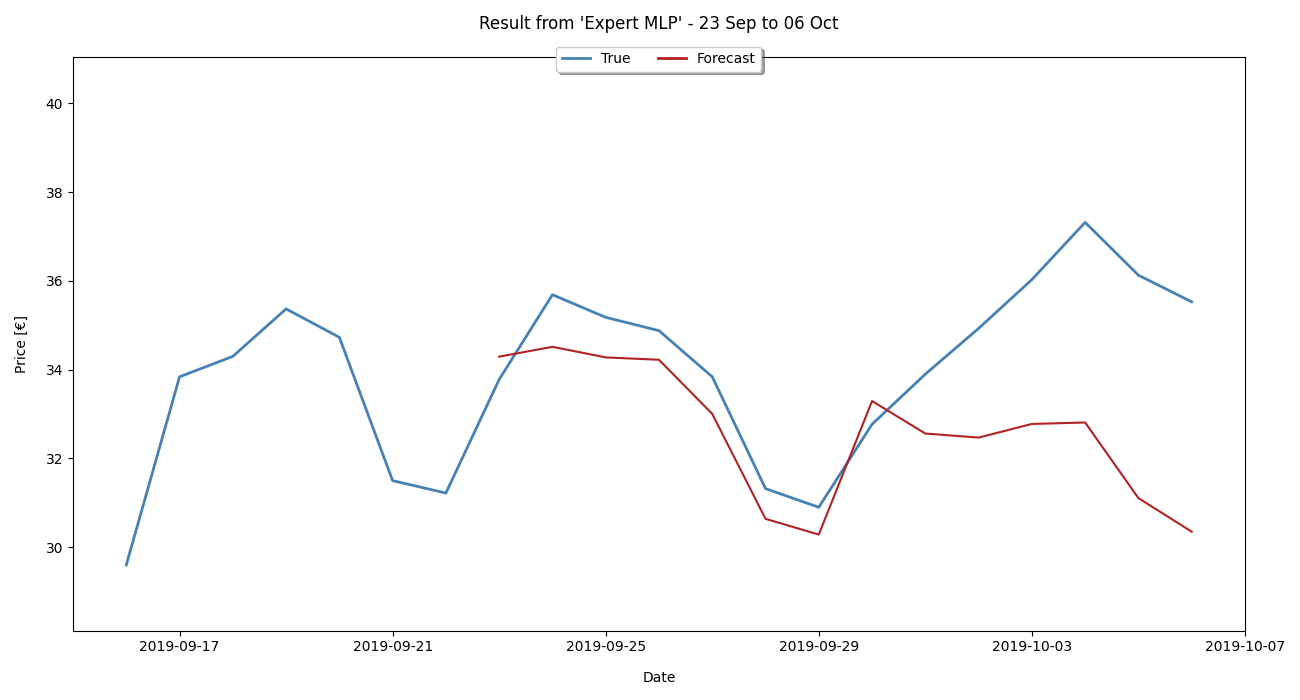 Result from 'Expert MLP' - 23 Sep to 06 Oct
True
Forecast
40
38
36
34
32
30
Price [€]
2019-09-17
2019-09-21
2019-09-25
2019-09-29
2019-10-03
2019-10-07
Date